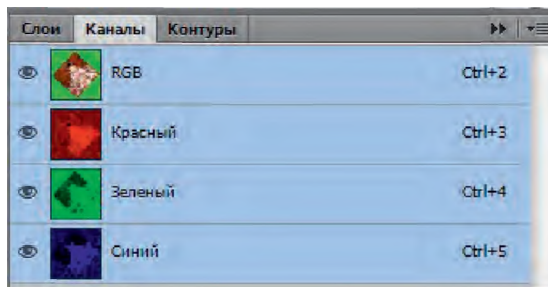 Слои Каналы Контуры
RGB Ctrl+2
Красный Ctrl+3
Зеленый Ctrl+4
Синий Ctrl+5